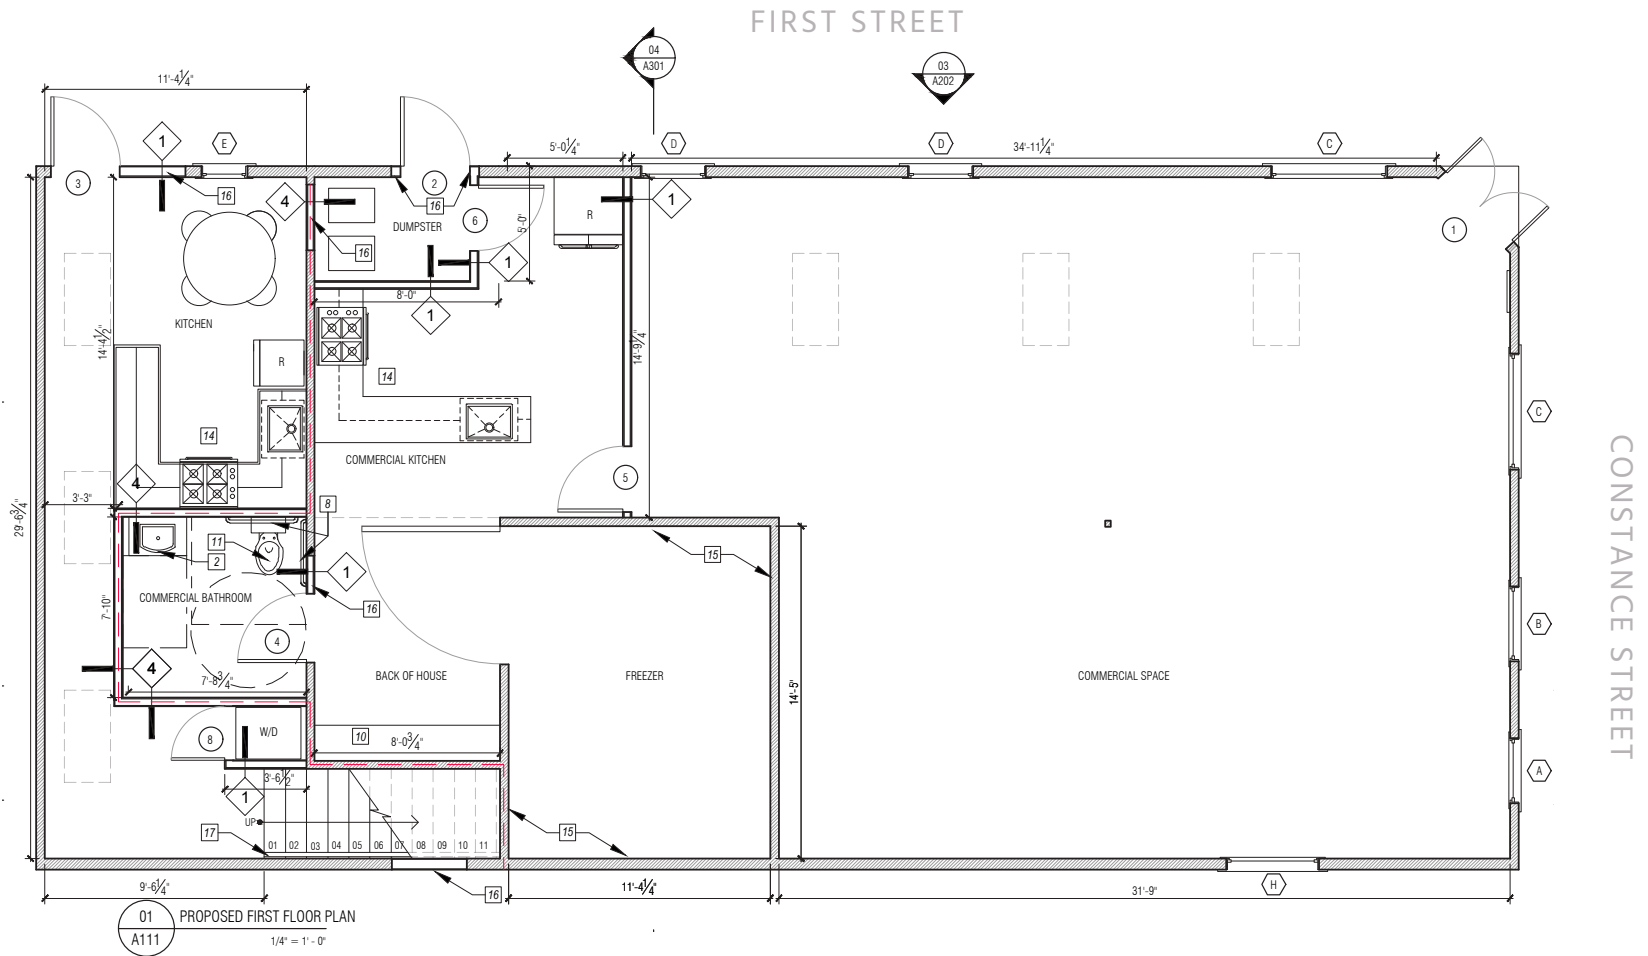 FIRST STREET
04
A301
03
A202
11'-4 1/4"
1
E
5'-0 1/4"
D
34'-11 1/4"
D
C
3
16
4
2
16
6
R
1
1
DUMPSTER
5'-0"
16
1
8'-0"
1
KITCHEN
14'-4 1/2"
R
14
14'-9 1/4"
C
14
COMMERCIAL KITCHEN
4
3'-3"
8
5
29'-6 3/4"
11
2
15
1
COMMERCIAL BATHROOM
7'-10"
16
4
B
4
7'-8 3/4"
BACK OF HOUSE
FREEZER
14'-5"
COMMERCIAL SPACE
CONSTANCE STREET
8
W/D
10
8'-0 3/4"
3'-6 1/2"
A
1
UP
17
15
01 02 03 04 05 06 07 08 09 10 11
9'-6 1/4"
16
11'-4 1/4"
H
31'-9"
01
A111
PROPOSED FIRST FLOOR PLAN
1/4" = 1' - 0"